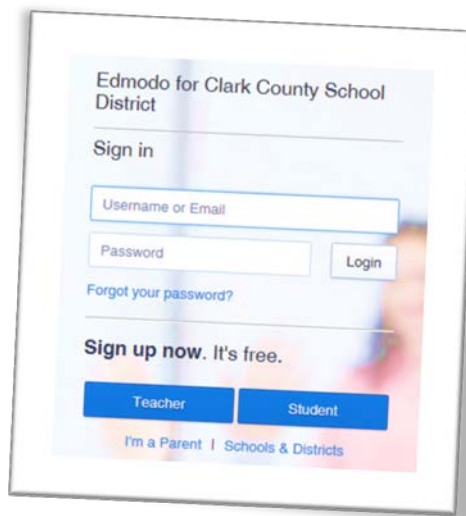 Edmodo for Clark County School
District
Sign in
Username or Email
Password
Login
Forgot your password?
Sign up now. It's free.
Teacher
Student
I'm a Parent | Schools & Districts